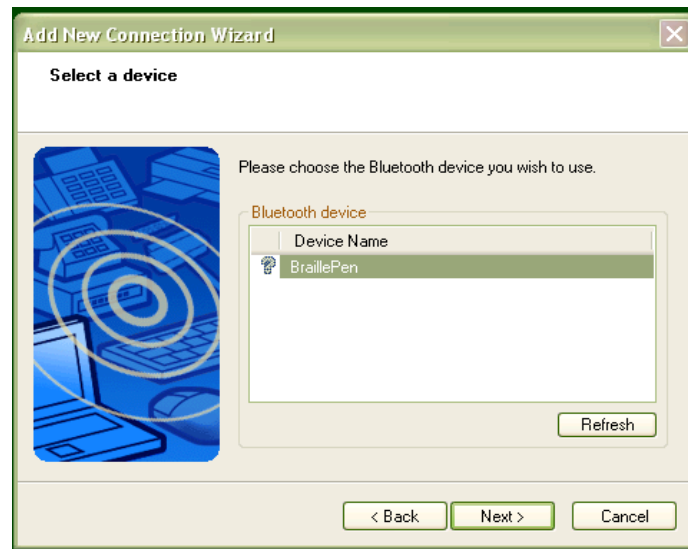 Add New Connection Wizard
Select a device
Please choose the Bluetooth device you wish to use.
Bluetooth device
Device Name
BraillePen
Refresh
< Back Next > Cancel